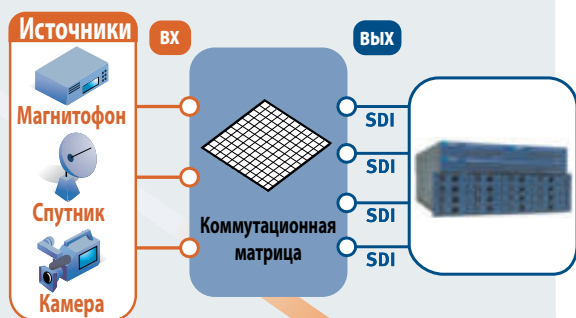 Источники
ВХ
ВЫХ
Магнитофон
Спутник
Камера
Коммутационная
матрица
SDI
SDI
SDI
SDI